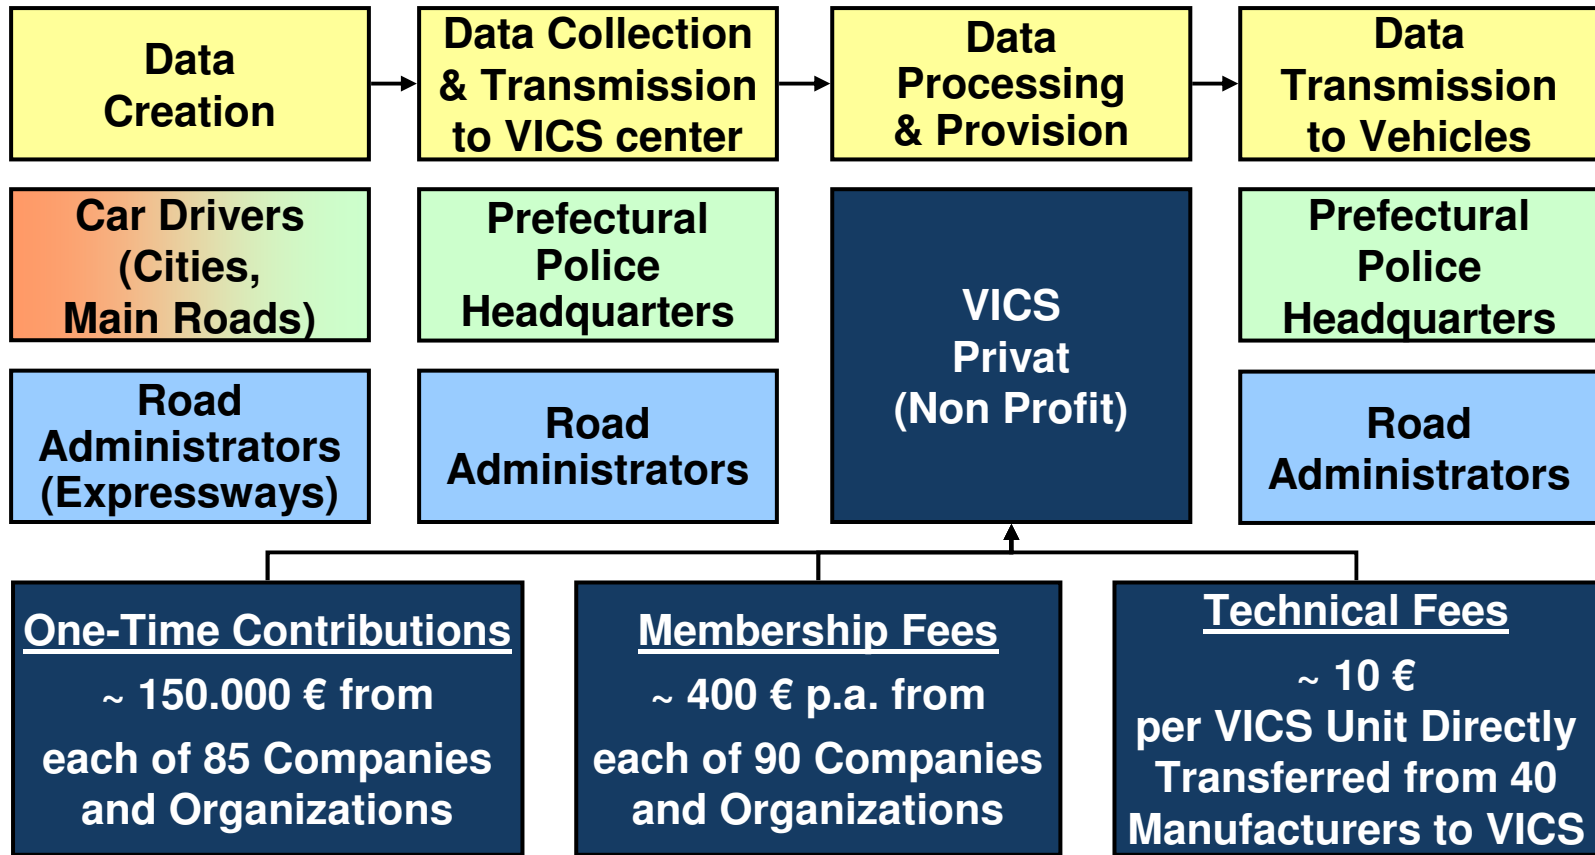 Data
Creation
Data Collection
& Transmission
to VICS center
Data
Processing
& Provision
Data
Transmission
to Vehicles
Car Drivers
(Cities,
Main Roads)
Prefectural
Police
Headquarters
VICS
Privat
(Non Profit)
Prefectural
Police
Headquarters
Road
Administrators
(Expressways)
Road
Administrators
Road
Administrators
One-Time Contributions
~ 150.000 € from
each of 85 Companies
and Organizations
Membership Fees
~ 400 € p.a. from
each of 90 Companies
and Organizations
Technical Fees
~ 10 €
per VICS Unit Directly
Transferred from 40
Manufacturers to VICS